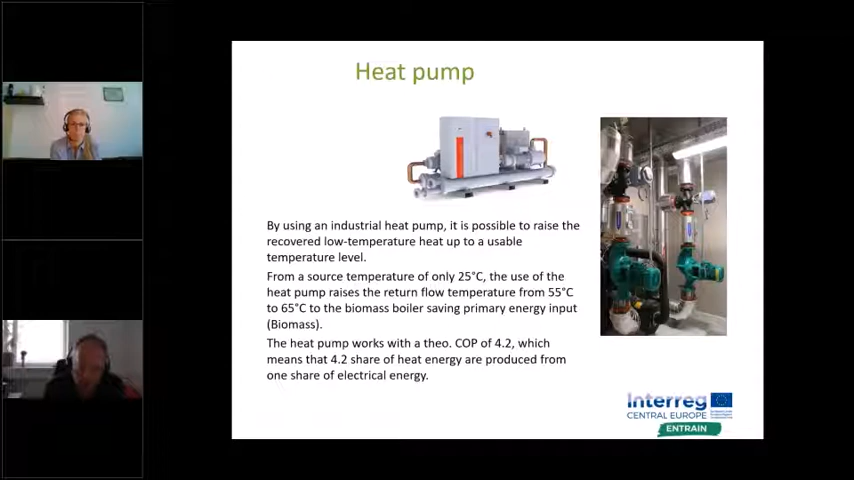 Heat pump
By using an industrial heat pump, it is possible to raise the
recovered low-temperature heat up to a usable
temperature level.
From a source temperature of only 25°C, the use of the
heat pump raises the return flow temperature from 55°C
to 65°C to the biomass boiler saving primary energy input
(Biomass).
The heat pump works with a theo. COP of 4.2, which
means that 4.2 share of heat energy are produced from
one share of electrical energy.
Interreg
CENTRAL EUROPE
ENTRAIN